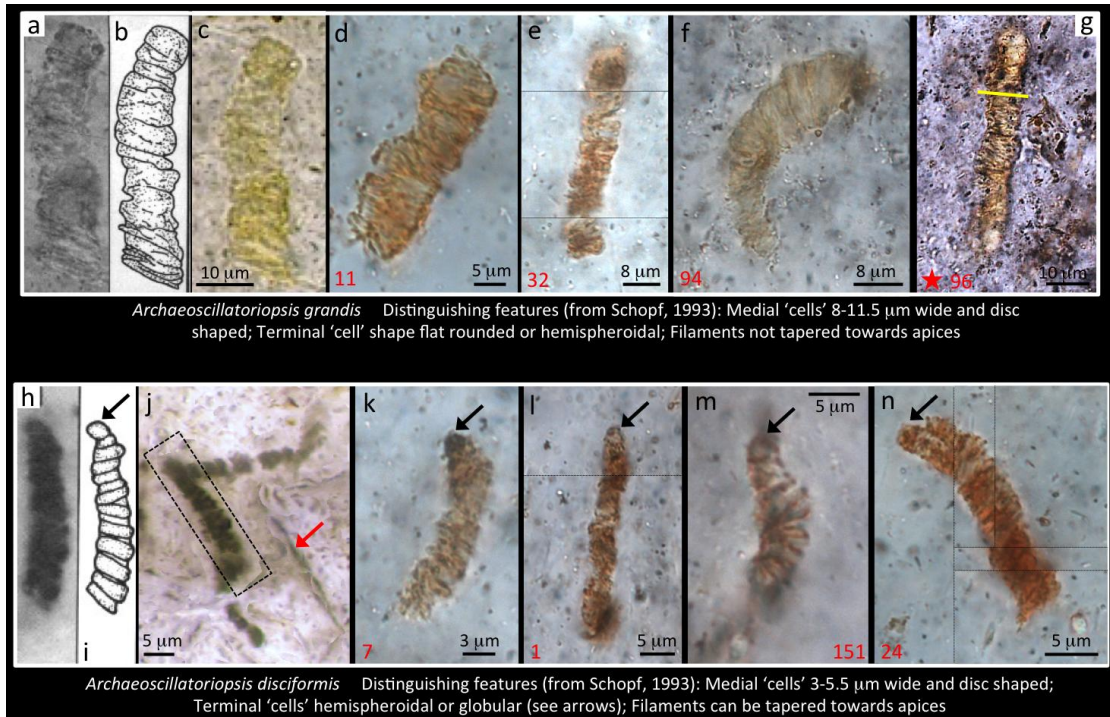 a b c d e f g
10 μm
11 5 μm
32 8 μm
94 8 μm
96 10 μm
Archaeoscillatoriopsis grandis Distinguishing features (from Schopf, 1993): Medial ‘cells’ 8-11.5 μm wide and disc
shaped; Terminal ‘cell’ shape flat rounded or hemispheroidal; Filaments not tapered towards apices
h i j k l m n
5 μm
7 3 μm
1 5 μm
5 μm
151
24 5 μm
Archaeoscillatoriopsis disciformis Distinguishing features (from Schopf, 1993): Medial ‘cells’ 3-5.5 μm wide and disc shaped;
Terminal ‘cells’ hemispheroidal or globular (see arrows); Filaments can be tapered towards apices